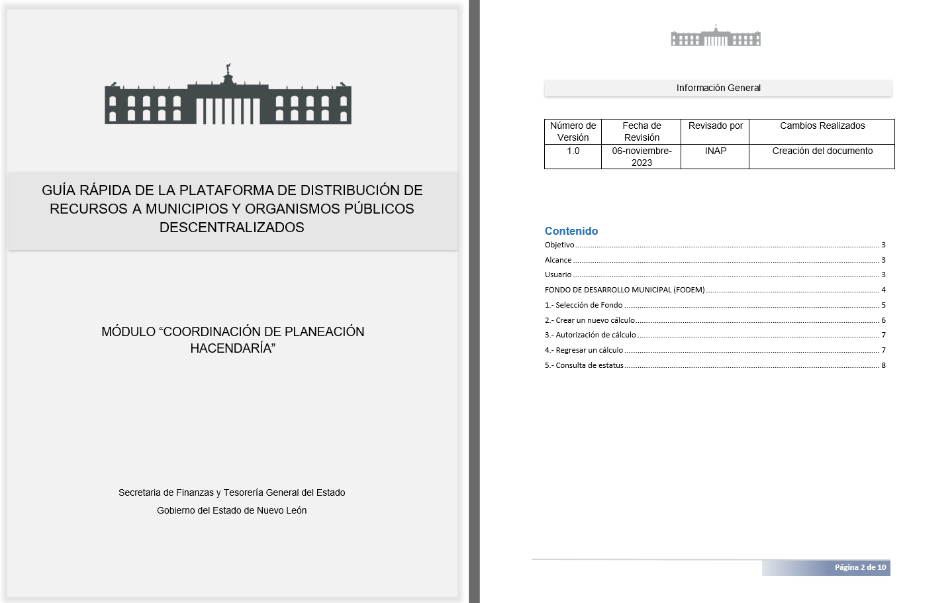 GUÍA RÁPIDA DE LA PLATAFORMA DE DISTRIBUCIÓN DE
RECURSOS A MUNICIPIOS Y ORGANISMOS PÚBLICOS
DESCENTRALIZADOS
MÓDULO “COORDINACIÓN DE PLANEACIÓN
HACENDARÍA”
Secretaria de Finanzas y Tesorería General del Estado
Gobierno del Estado de Nuevo León
Información General
Número de Versión Fecha de Revisión Revisado por Cambios Realizados
1.0 06-noviembre-2023 INAP Creación del documento
Contenido
Objetivo 3
Alcance 3
Usuario 3
FONDO DE DESARROLLO MUNICIPAL (FODEM) 4
1.- Selección de Fondo 5
2.- Crear un nuevo cálculo 6
3.- Autorización de cálculo 7
4.- Regresar un cálculo 7
5.- Consulta de estatus 8
Página 2 de 10